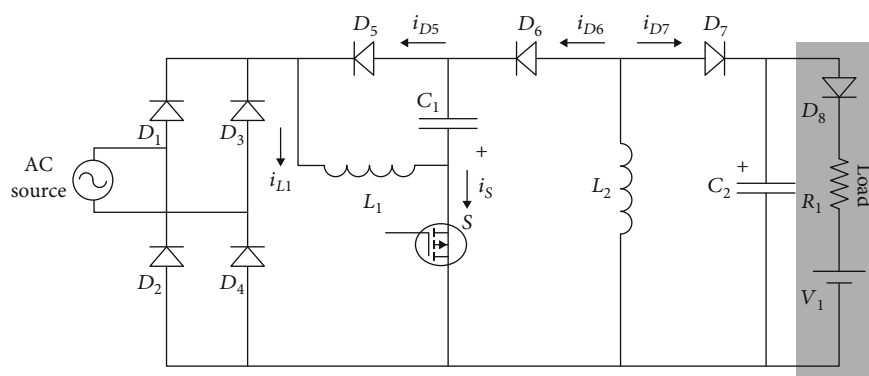 D5
iD5
D6
iD6
iD7
D7
D1
D3
C1
+
D8
AC
source
iL1
L1
iS
S
L2
C2
+
R1
Load
D2
D4
V1